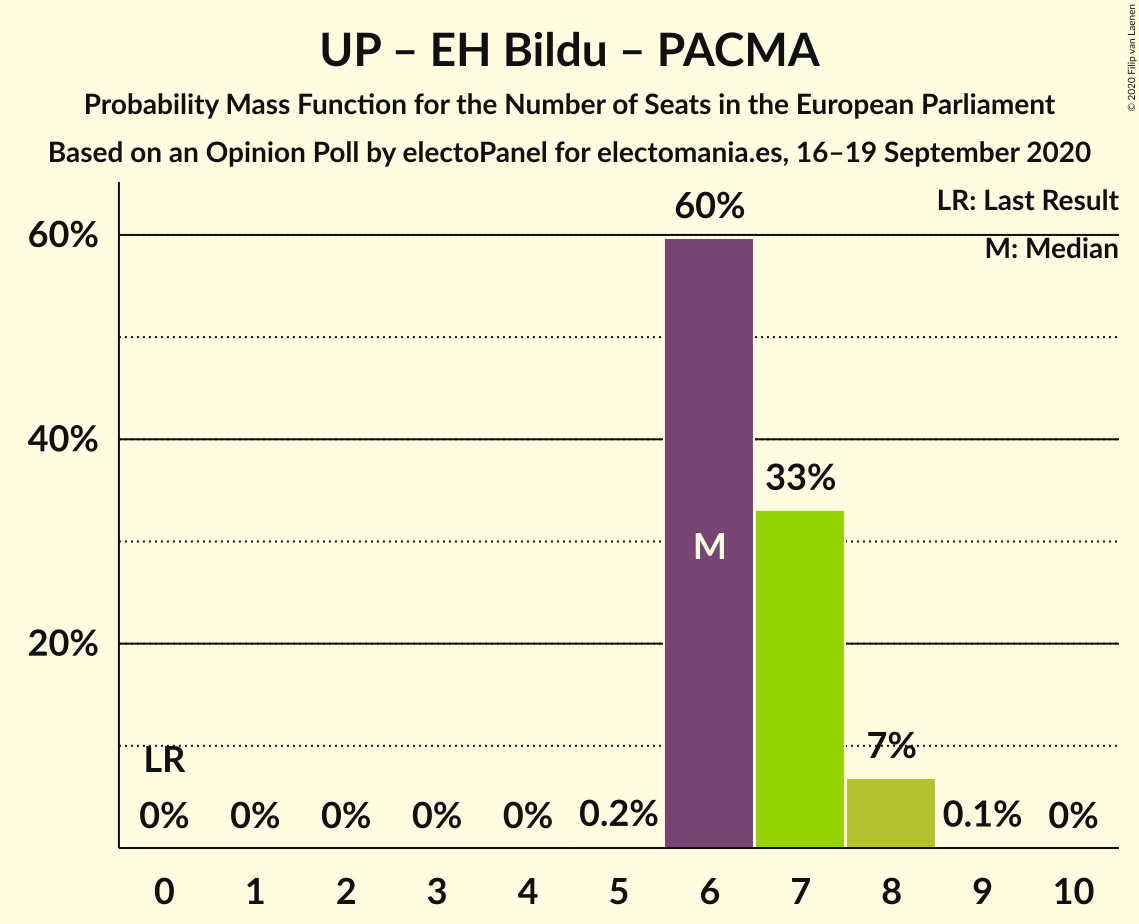 UP – EH Bildu – PACMA
Probability Mass Function for the Number of Seats in the European Parliament
Based on an Opinion Poll by electoPanel for electomania.es, 16–19 September 2020
© 2020 Filip van Laenen
LR: Last Result
M: Median
60%
40%
20%
LR
0%
0%
0%
0%
0%
0.2%
60%
M
33%
7%
0.1%
0%
0 1 2 3 4 5 6 7 8 9 10